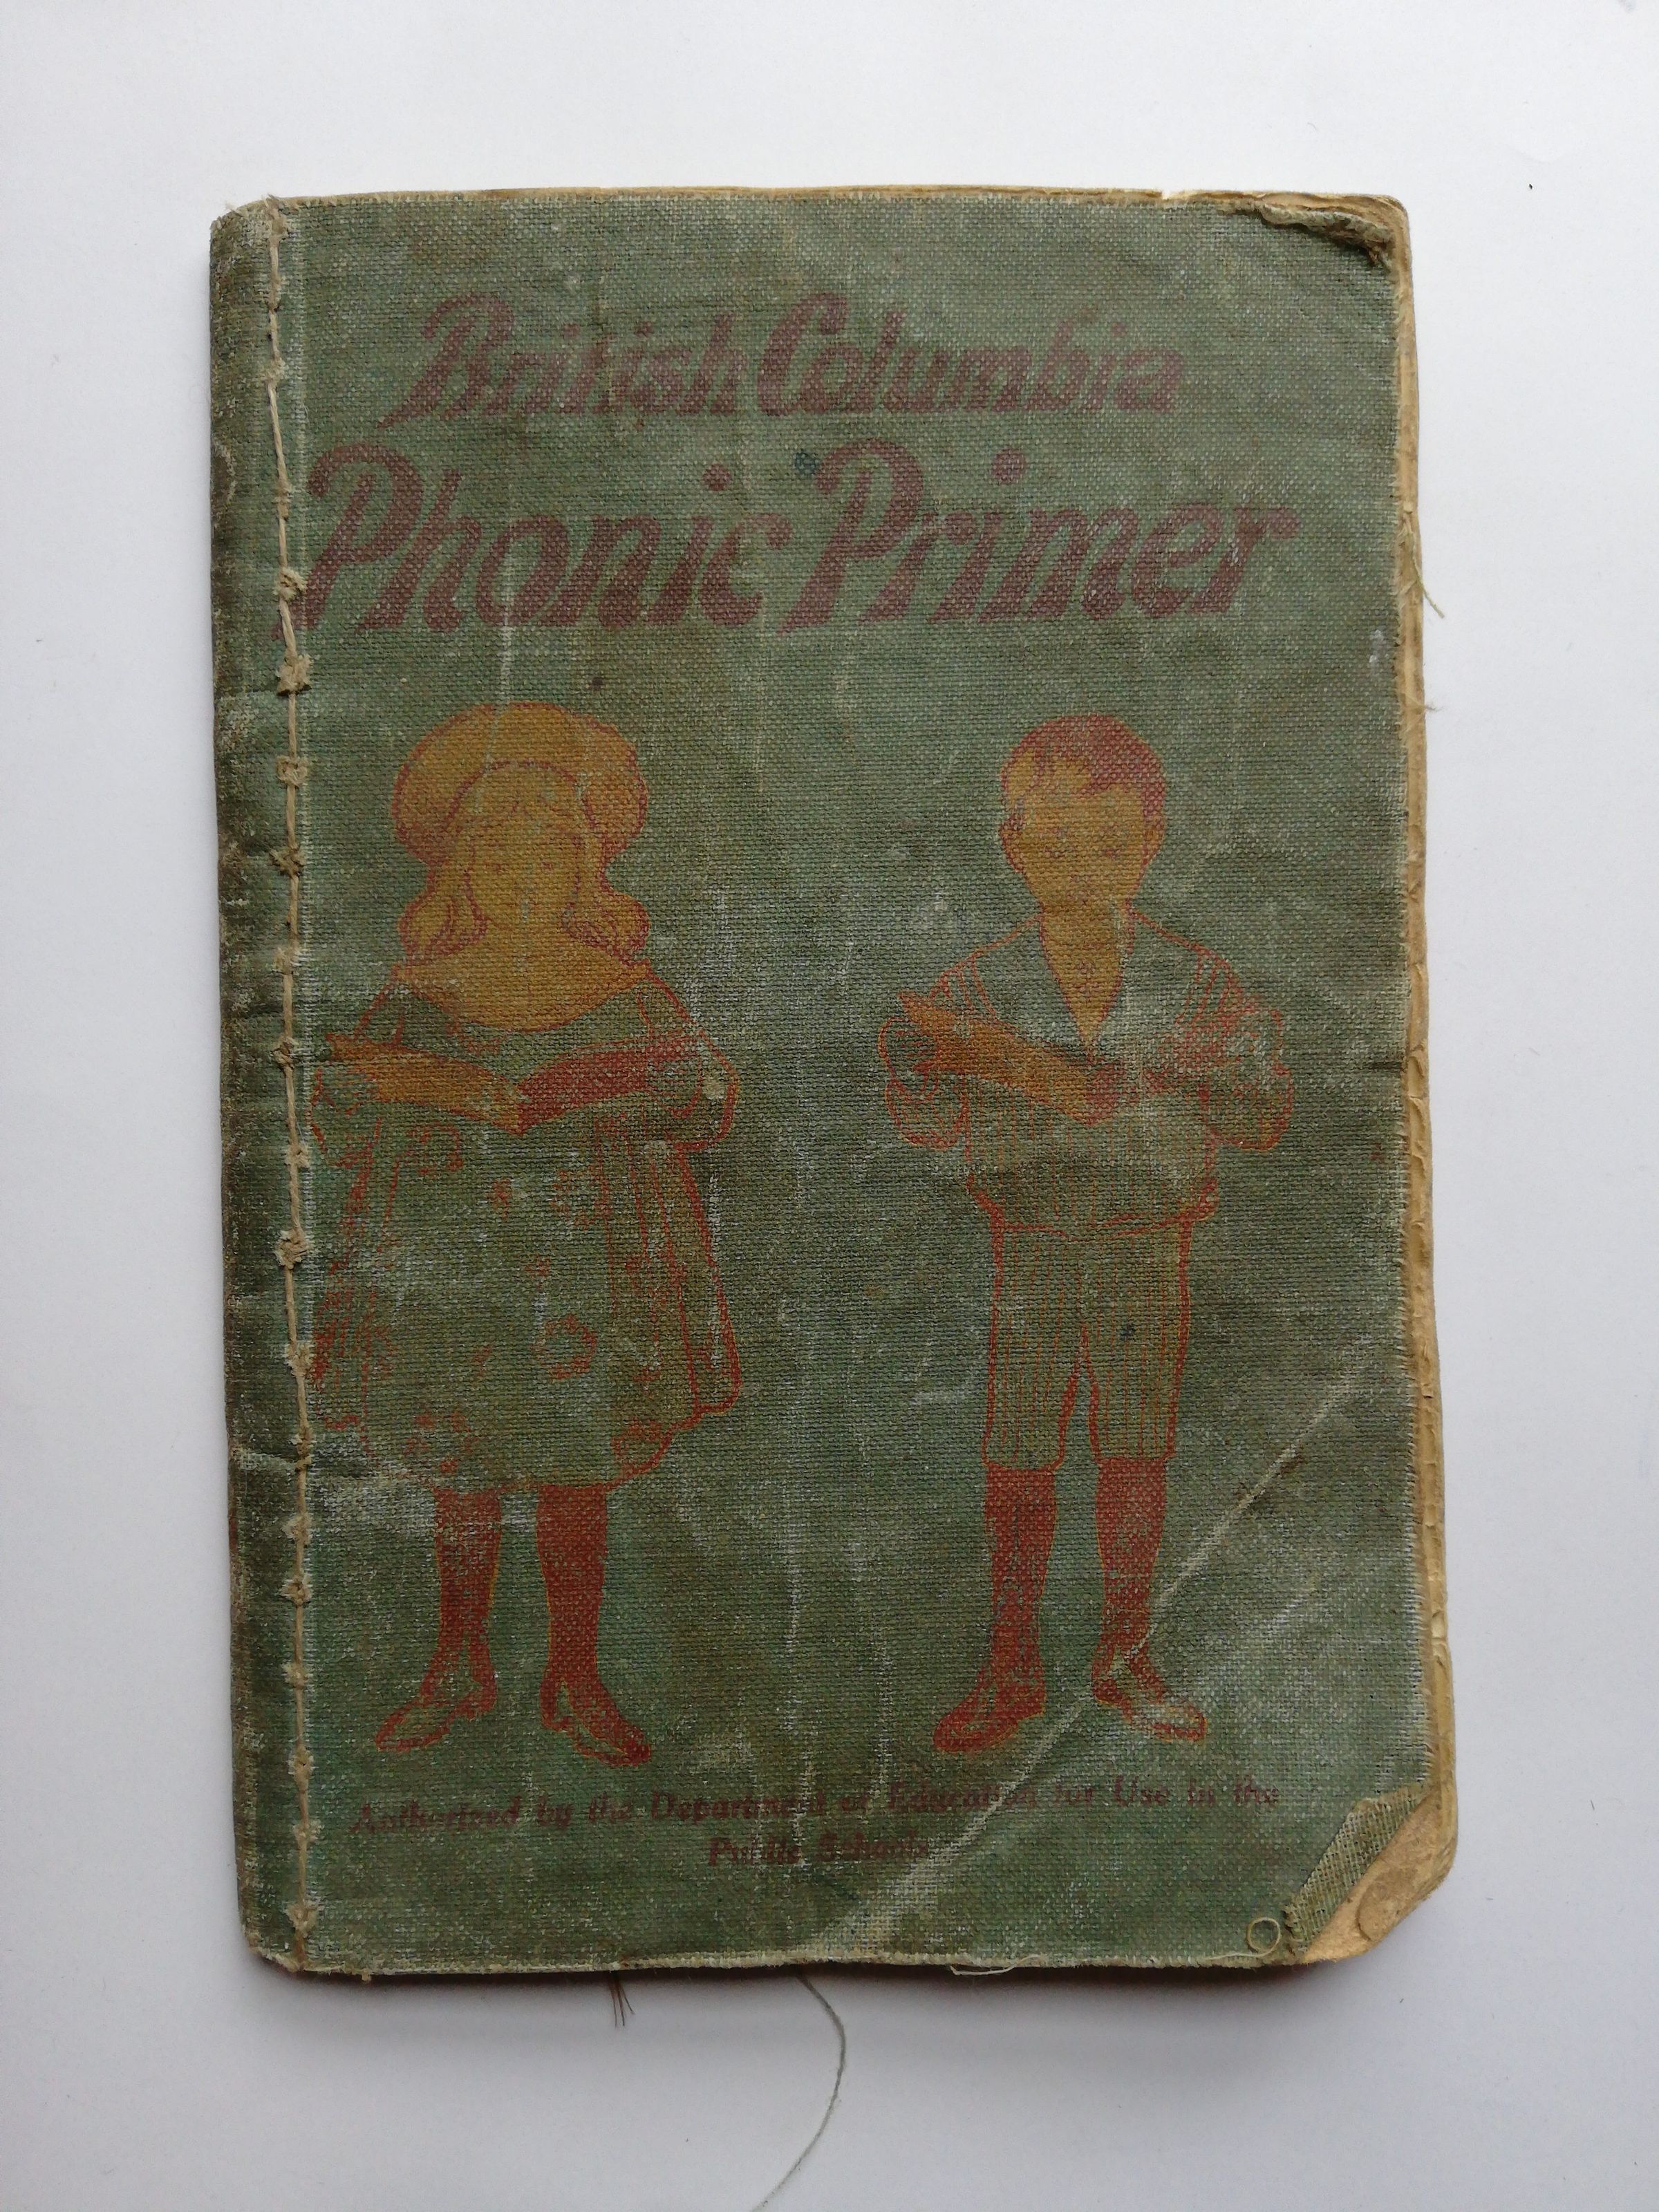 British Columbia
Phonic Primer
Authorized by the Department of Education for Use in the
Public Schools